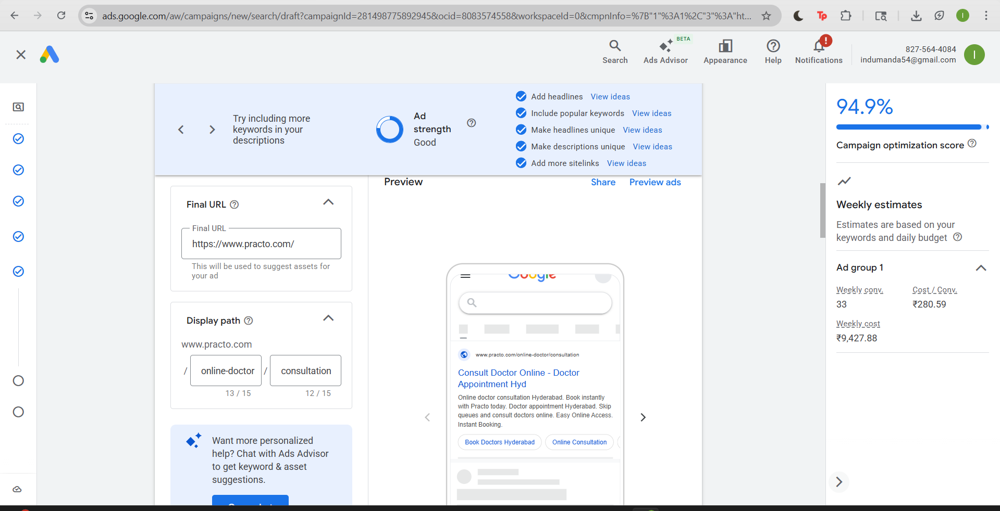 ads.google.com/aw/campaigns/new/search/draft?campaignId=281498775892945&ocid=8083574558&workspaceId=0&cmpnInfo=%7B"1"%3A1%2C"3"%3A"ht...
Tp
I
Search
BETA
Ads Advisor
Appearance
Help
Notifications
827-564-4084
indumanda54@gmail.com
I
Try including more
keywords in your
descriptions
Ad
strength
Good
Add headlines View ideas
Include popular keywords View ideas
Make headlines unique View ideas
Make descriptions unique View ideas
Add more sitelinks View ideas
Final URL
Final URL
https://www.practo.com/
This will be used to suggest assets for
your ad
Display path
www.practo.com
/ online-doctor / consultation
13 / 15 12 / 15
Want more personalized
help? Chat with Ads Advisor
to get keyword & asset
suggestions.
Preview Share Preview ads
Google
www.practo.com/online-doctor/consultation
Consult Doctor Online - Doctor
Appointment Hyd
Online doctor consultation Hyderabad. Book instantly
with Practo today. Doctor appointment Hyderabad. Skip
queues and consult doctors online. Easy Online Access.
Instant Booking.
Book Doctors Hyderabad Online Consultation
94.9%
Campaign optimization score
Weekly estimates
Estimates are based on your
keywords and daily budget
Ad group 1
Weekly conv. Cost / Conv.
33 ₹280.59
Weekly cost
₹9,427.88